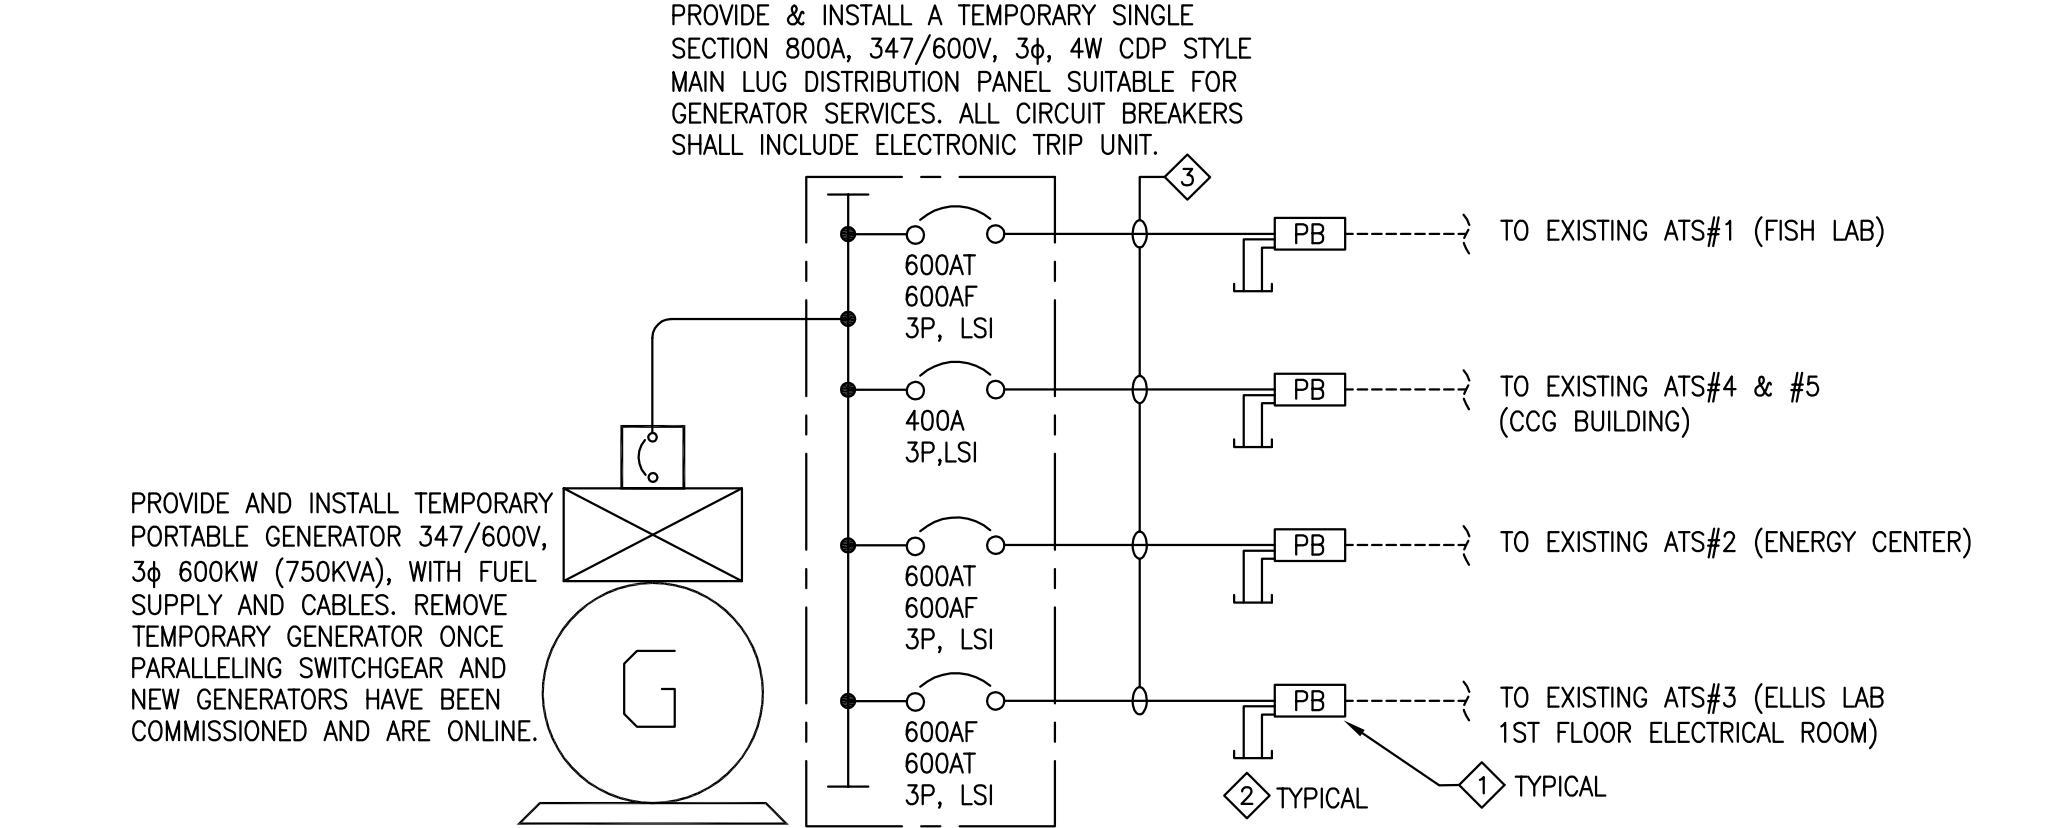 PROVIDE & INSTALL A TEMPORARY SINGLE
SECTION 800A, 347/600V, 3ϕ, 4W CDP STYLE
MAIN LUG DISTRIBUTION PANEL SUITABLE FOR
GENERATOR SERVICES. ALL CIRCUIT BREAKERS
SHALL INCLUDE ELECTRONIC TRIP UNIT.
3
600AT
600AF
3P, LSI
PB
TO EXISTING ATS#1 (FISH LAB)
400A
3P,LSI
PB
TO EXISTING ATS#4 & #5
(CCG BUILDING)
PROVIDE AND INSTALL TEMPORARY
PORTABLE GENERATOR 347/600V,
3ϕ 600KW (750KVA), WITH FUEL
SUPPLY AND CABLES. REMOVE
TEMPORARY GENERATOR ONCE
PARALLELING SWITCHGEAR AND
NEW GENERATORS HAVE BEEN
COMMISSIONED AND ARE ONLINE.
G
600AT
600AF
3P, LSI
PB
TO EXISTING ATS#2 (ENERGY CENTER)
600AF
600AT
3P, LSI
PB
TO EXISTING ATS#3 (ELLIS LAB
1ST FLOOR ELECTRICAL ROOM)
2 TYPICAL
1 TYPICAL